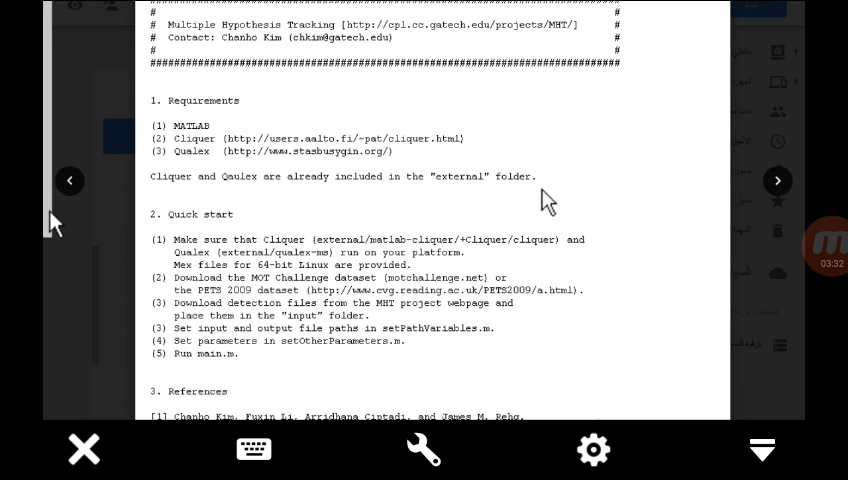 ###############################################################################
# #
# Multiple Hypothesis Tracking [http://cpl.cc.gatech.edu/projects/MHT/] #
# Contact: Chanho Kim (chkim@gatech.edu) #
# #
###############################################################################
1. Requirements
(1) MATLAB
(2) Cliquer (http://users.aalto.fi/~pat/cliquer.html)
(3) Qualex (http://www.stasbusygin.org/)
Cliquer and Qaulex are already included in the "external" folder.
2. Quick start
(1) Make sure that Cliquer (external/matlab-cliquer/+Cliquer/cliquer) and
Qualex (external/qualex-ms) run on your platform.
Mex files for 64-bit Linux are provided.
(2) Download the MOT Challenge dataset (motchallenge.net) or
the PETS 2009 dataset (http://www.cvg.reading.ac.uk/PETS2009/a.html).
(3) Download detection files from the MHT project webpage and
place them in the "input" folder.
(3) Set input and output file paths in setPathVariables.m.
(4) Set parameters in setOtherParameters.m.
(5) Run main.m.
3. References
[1] Chanho Kim, Fuxin Li, Arridhana Ciptadi, and James M. Rehg.
03:32